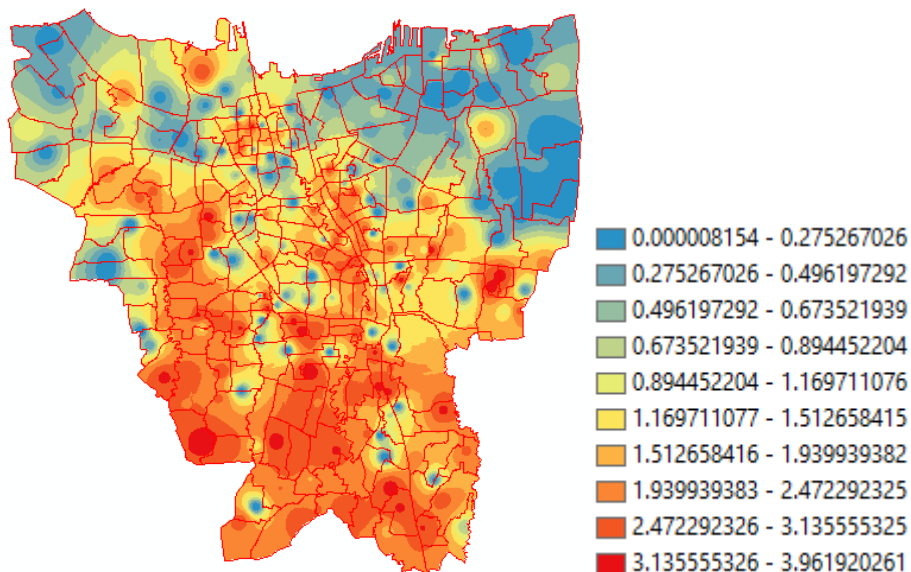 0.000008154 - 0.275267026
0.275267026 - 0.496197292
0.496197292 - 0.673521939
0.673521939 - 0.894452204
0.894452204 - 1.169711076
1.169711077 - 1.512658415
1.512658416 - 1.939939382
1.939939383 - 2.472292325
2.472292326 - 3.135555325
3.135555326 - 3.961920261